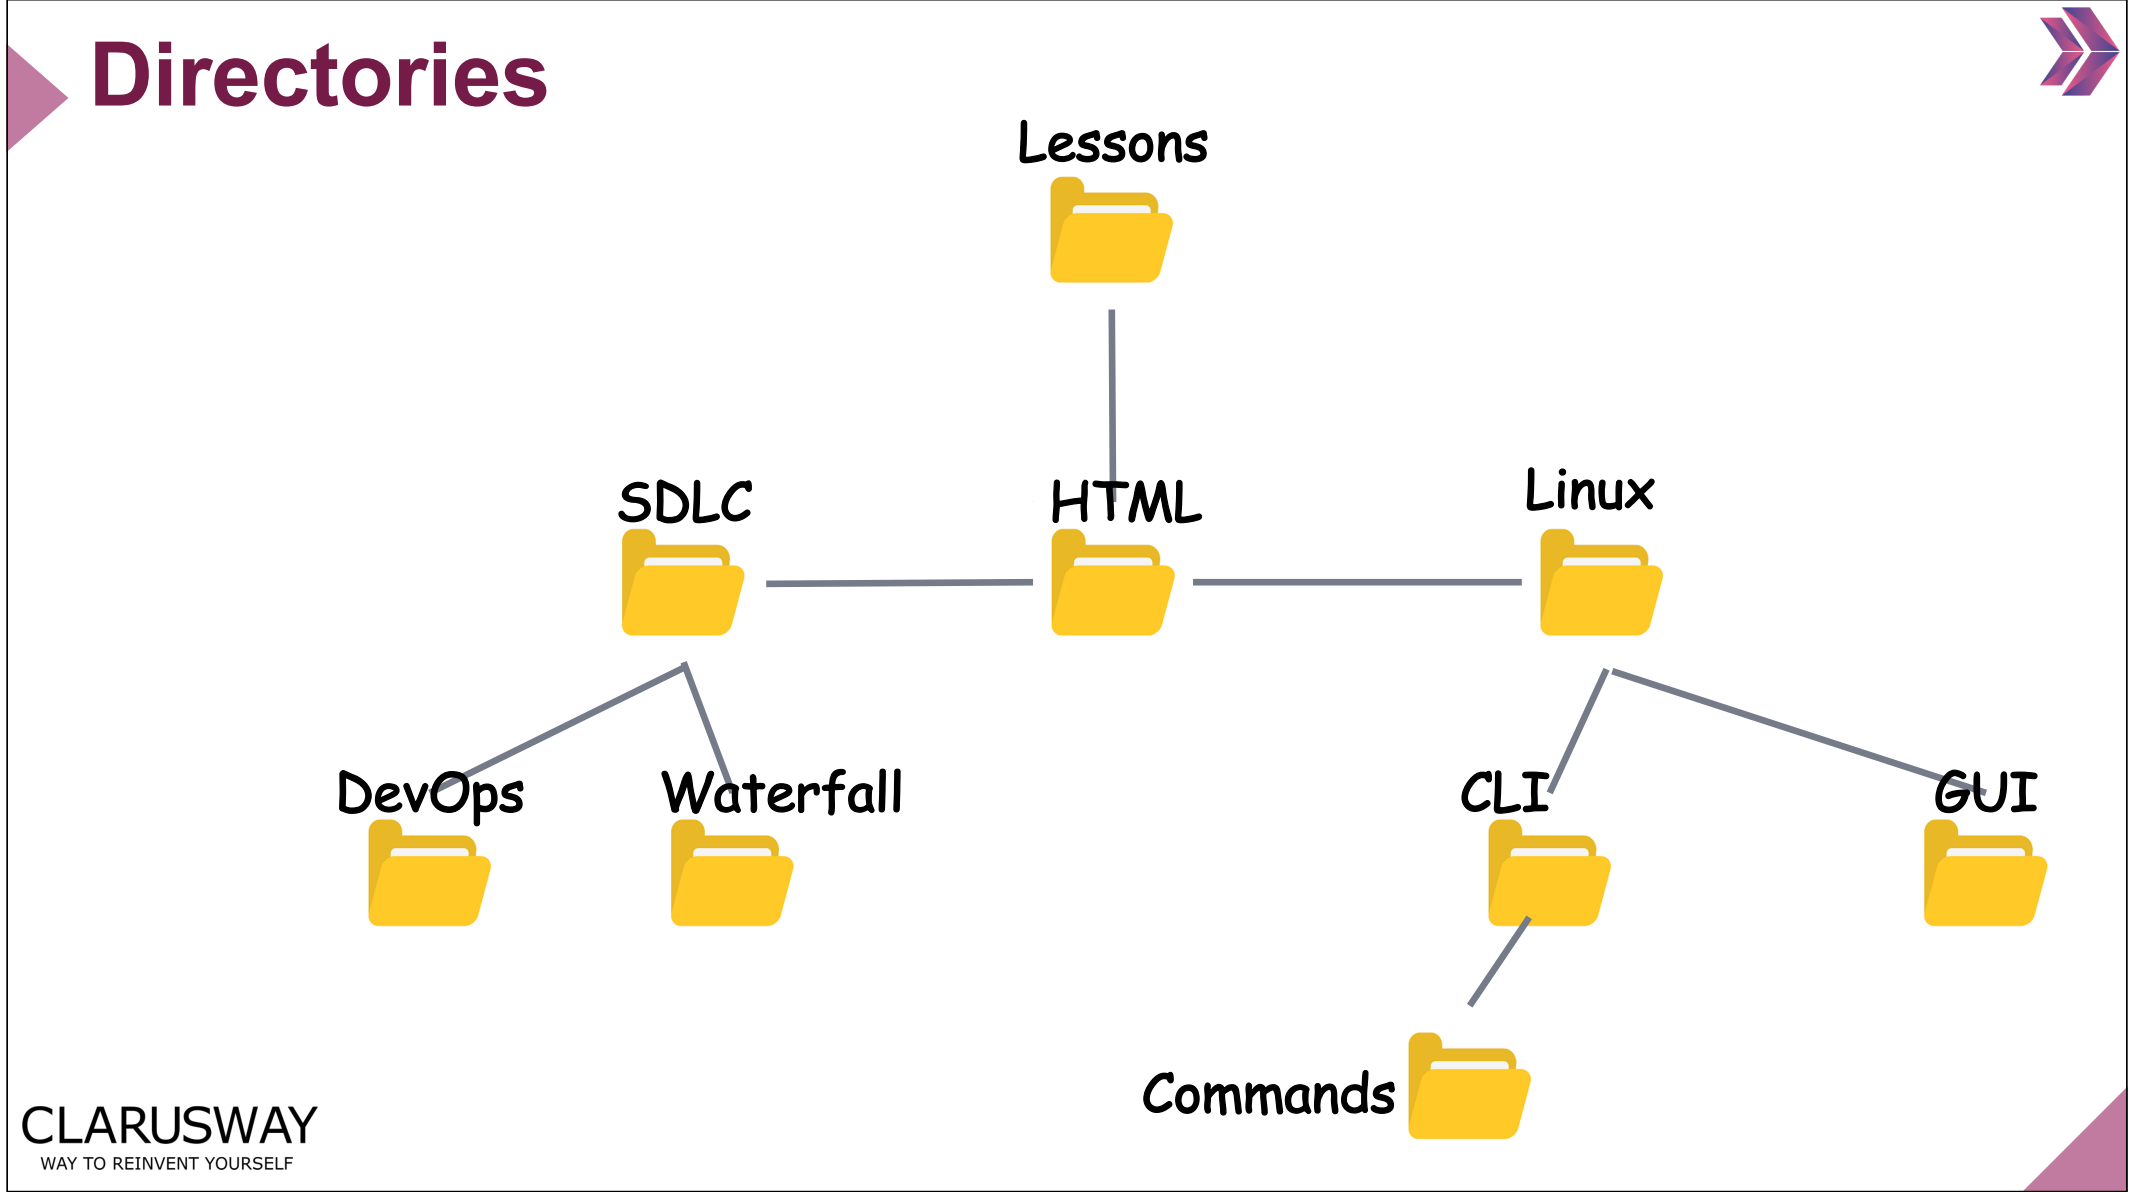 Directories
Lessons
SDLC
HTML
Linux
DevOps
Waterfall
CLI
GUI
Commands
CLARUSWAY
WAY TO REINVENT YOURSELF